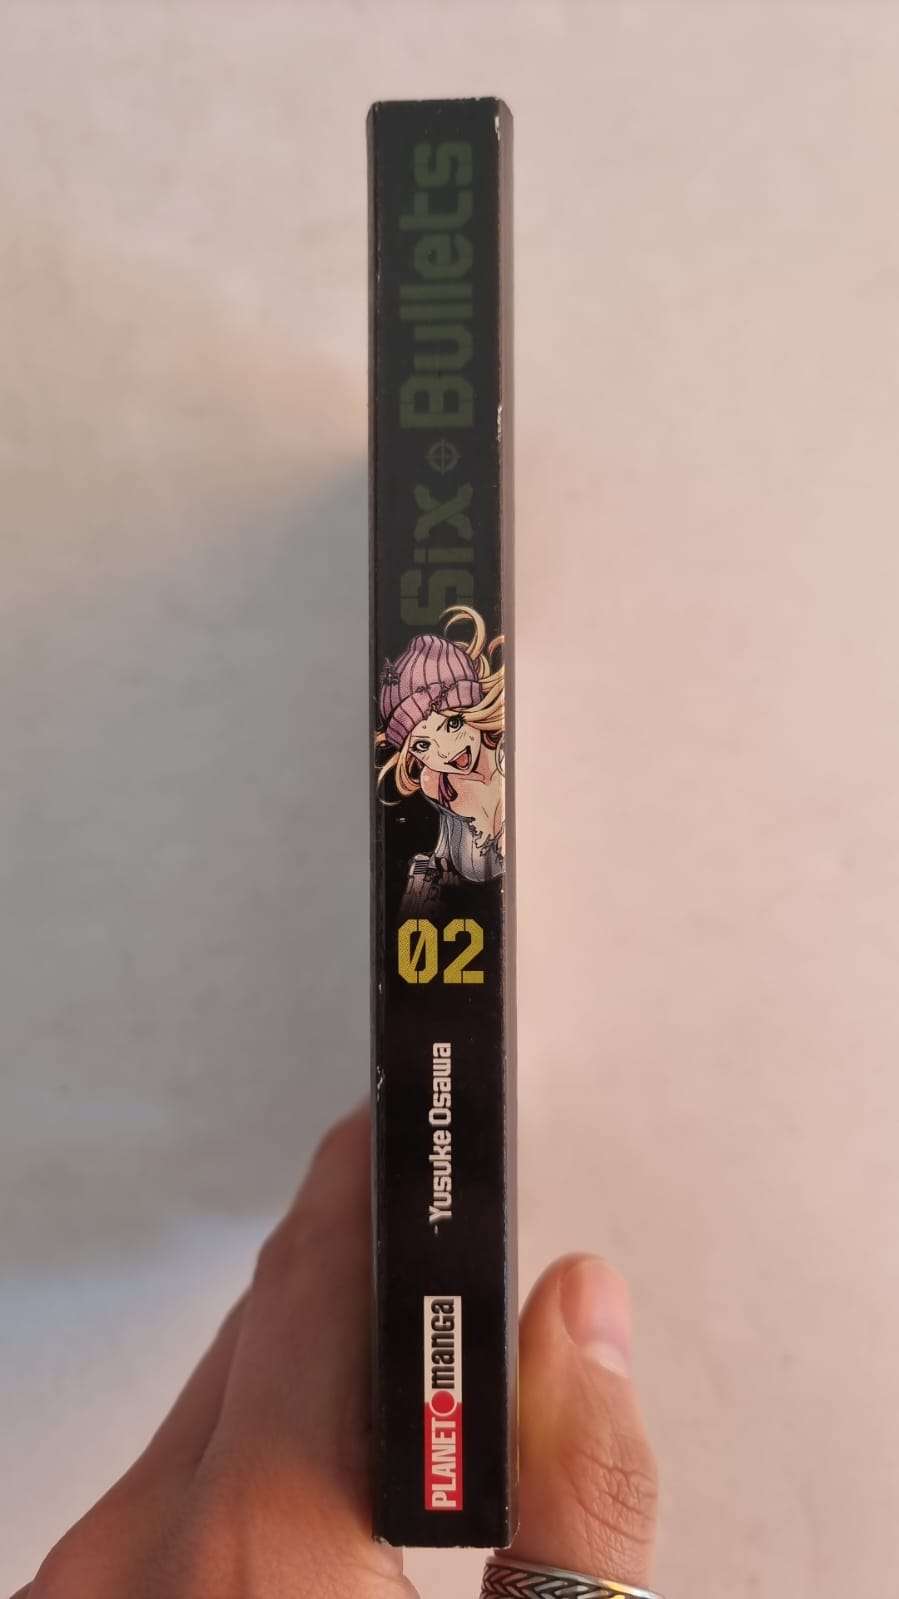 Six Bullets
02
-Yusuke Osawa
PLANET manga